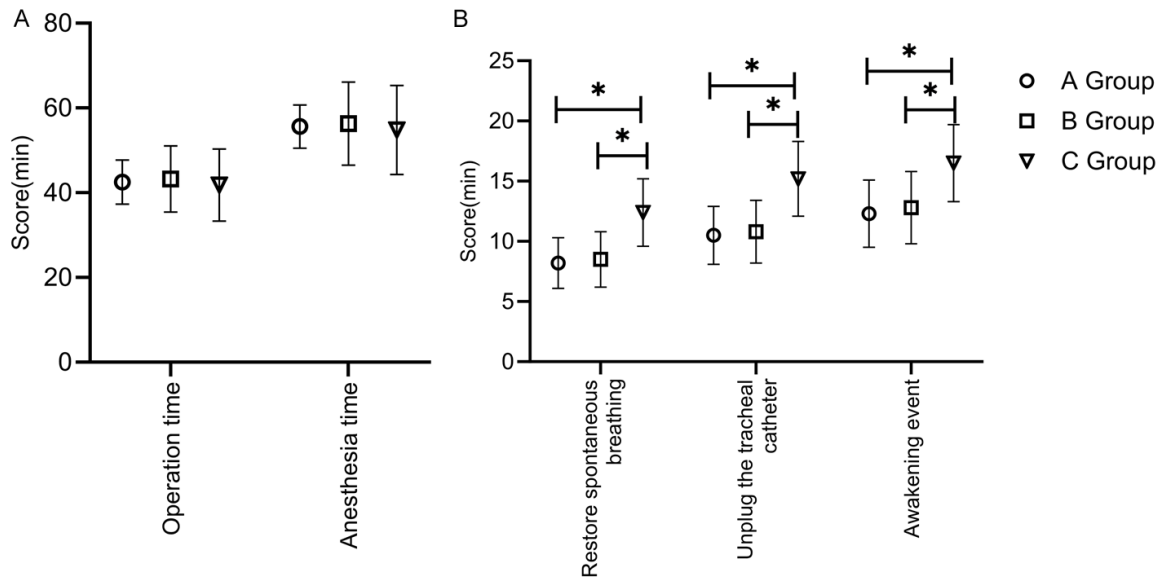 A
80
60
40
20
0
Score(min)
Operation time
Anesthesia time
B
25
20
15
10
5
0
Score(min)
*
*
*
*
*
*
Restore spontaneous
breathing
Unplug the tracheal
catheter
Awakening event
A Group
B Group
C Group